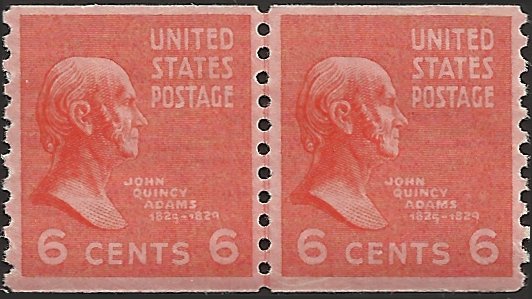 UNITED
STATES
POSTAGE
JOHN
QUINCY
ADAMS
1825-1829
6 CENTS 6
UNITED
STATES
POSTAGE
JOHN
QUINCY
ADAMS
1825-1829
6 CENTS 6